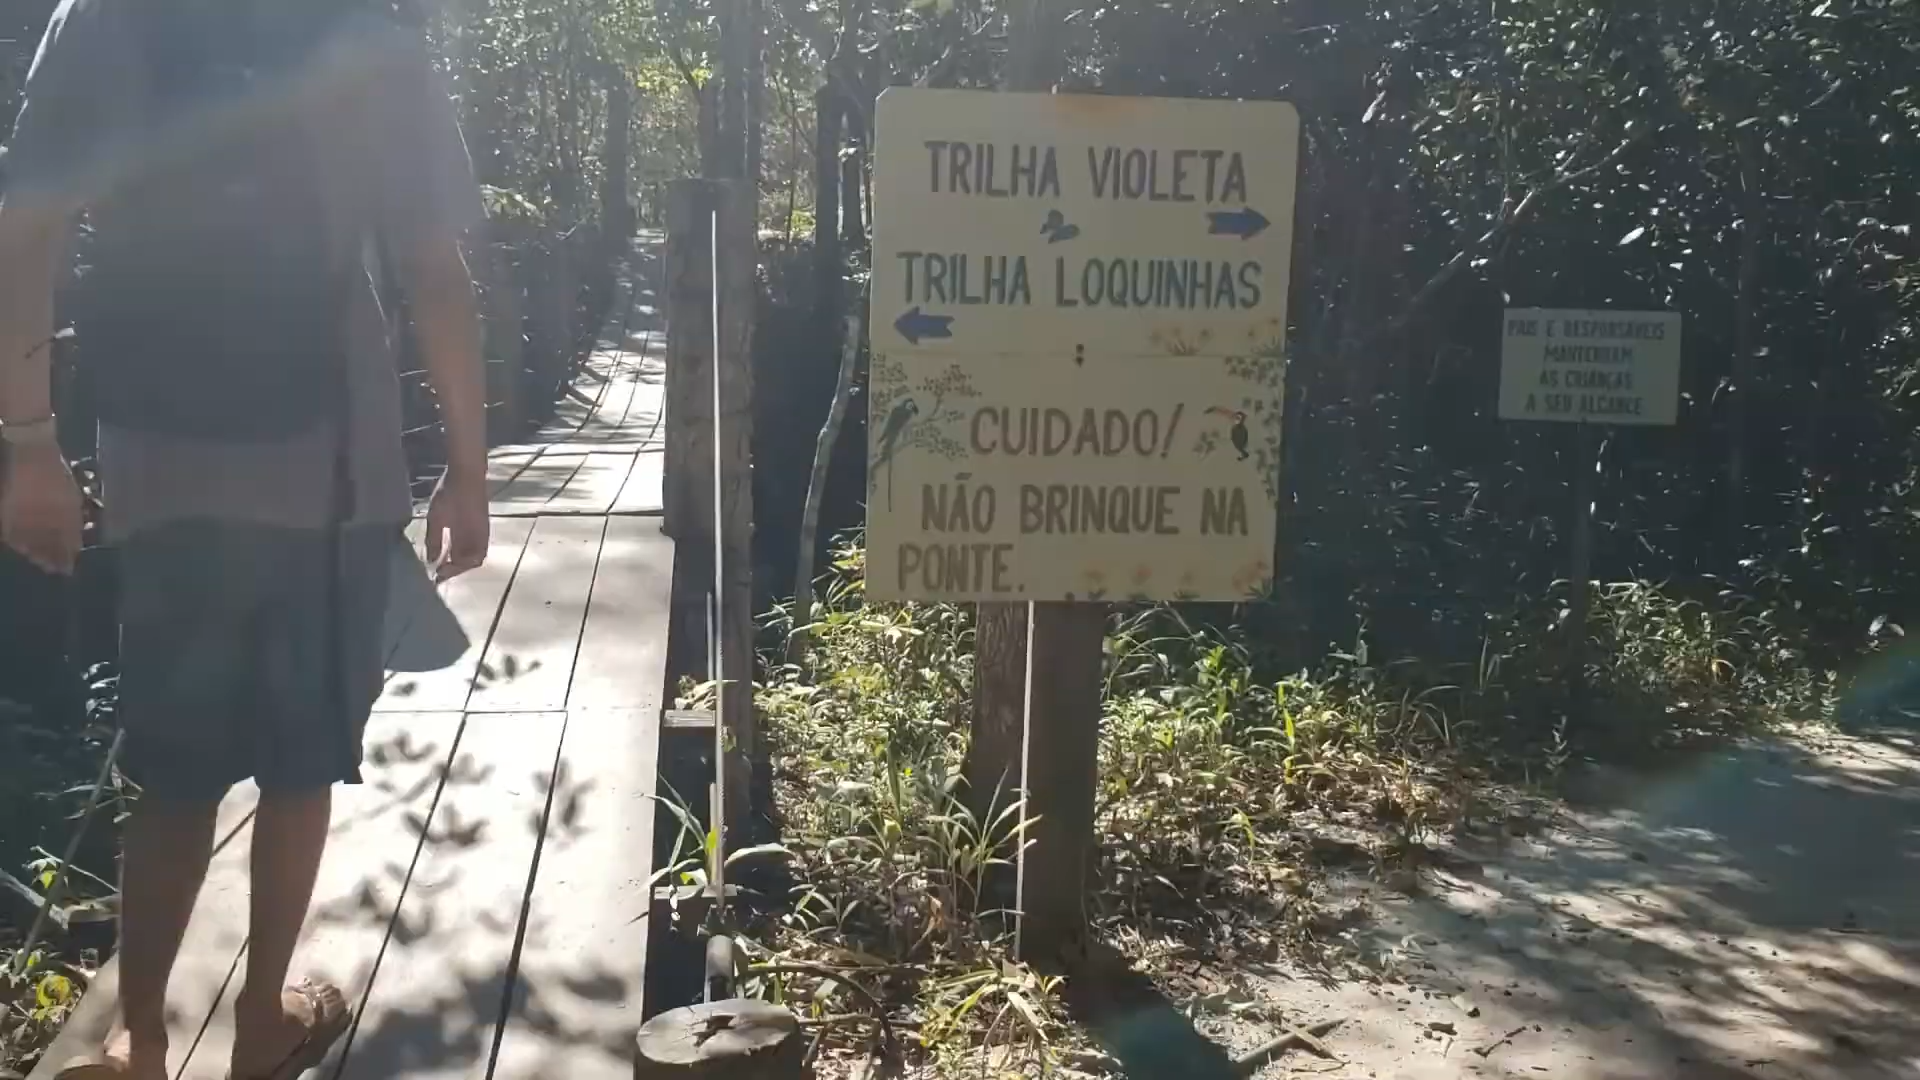 TRILHA VIOLETA
TRILHA LOQUINHAS
CUIDADO!
NÃO BRINQUE NA
PONTE.
PAIS E RESPONSÁVEIS
MANTENHAM
AS CRIANÇAS
A SEU ALCANCE